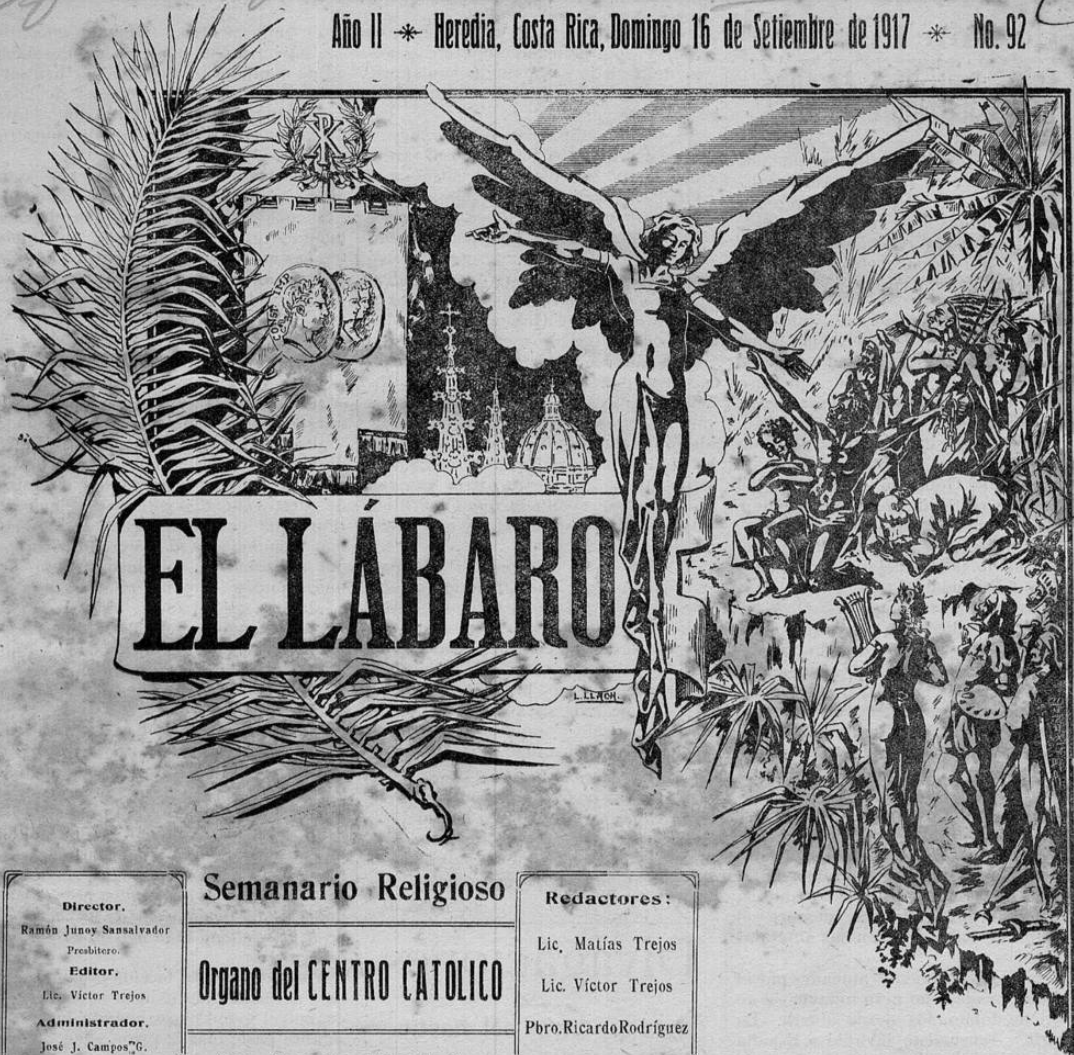 Año II ✳ Heredia, Costa Rica, Domingo 16 de Setiembre de 1917 ✳ No. 92
CONST IMP.
EL LÁBARO
L. LLACH.
Director,
Ramón Junoy Sansalvador
Presbítero.
Editor,
Lic. Víctor Trejos
Administrador,
José J. Campos G.
Semanario Religioso
Organo del CENTRO CATOLICO
Redactores:
Lic. Matías Trejos
Lic. Víctor Trejos
Pbro. Ricardo Rodríguez